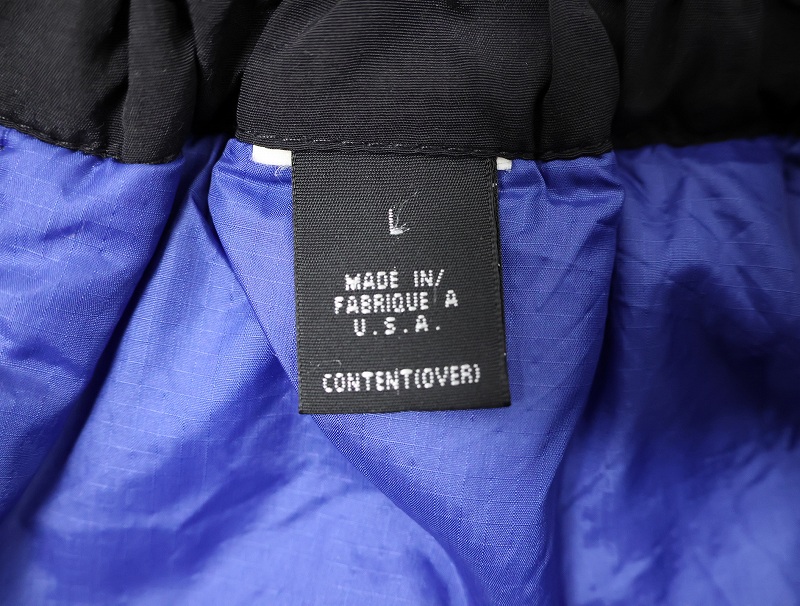 L
MADE IN/
FABRIQUE A
U.S.A.
CONTENT(OVER)